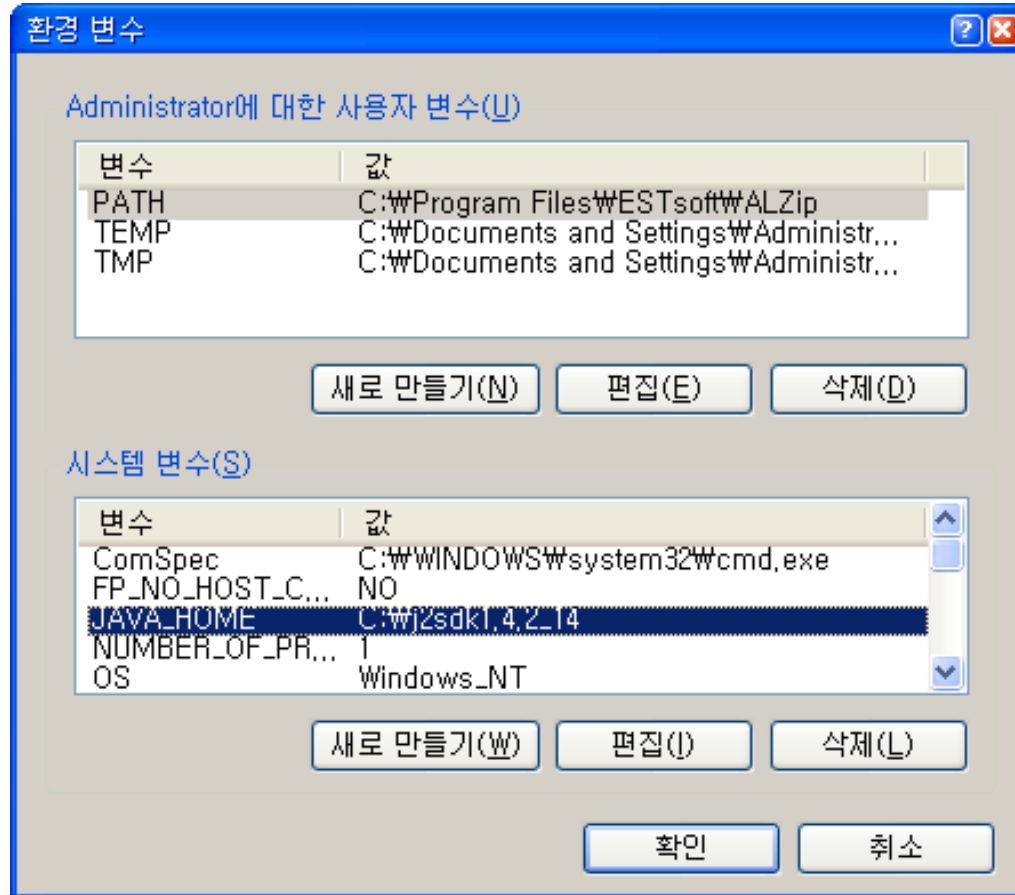 환경 변수
Administrator에 대한 사용자 변수(U)
변수 값
PATH C:₩Program Files₩ESTsoft₩ALZip
TEMP C:₩Documents and Settings₩Administr...
TMP C:₩Documents and Settings₩Administr...
새로 만들기(N) 편집(E) 삭제(D)
시스템 변수(S)
변수 값
ComSpec C:₩WINDOWS₩system32₩cmd.exe
FP_NO_HOST_C... NO
JAVA_HOME C:₩j2sdk1.4.2_14
NUMBER_OF_PR... 1
OS Windows_NT
새로 만들기(W) 편집(I) 삭제(L)
확인 취소